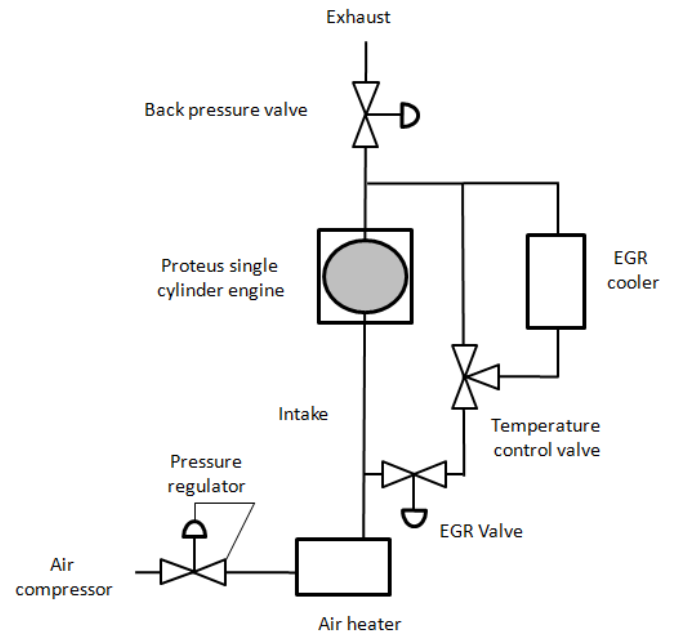 Exhaust
Back pressure valve
Proteus single
cylinder engine
EGR
cooler
Intake
Temperature
control valve
Pressure
regulator
EGR Valve
Air
compressor
Air heater